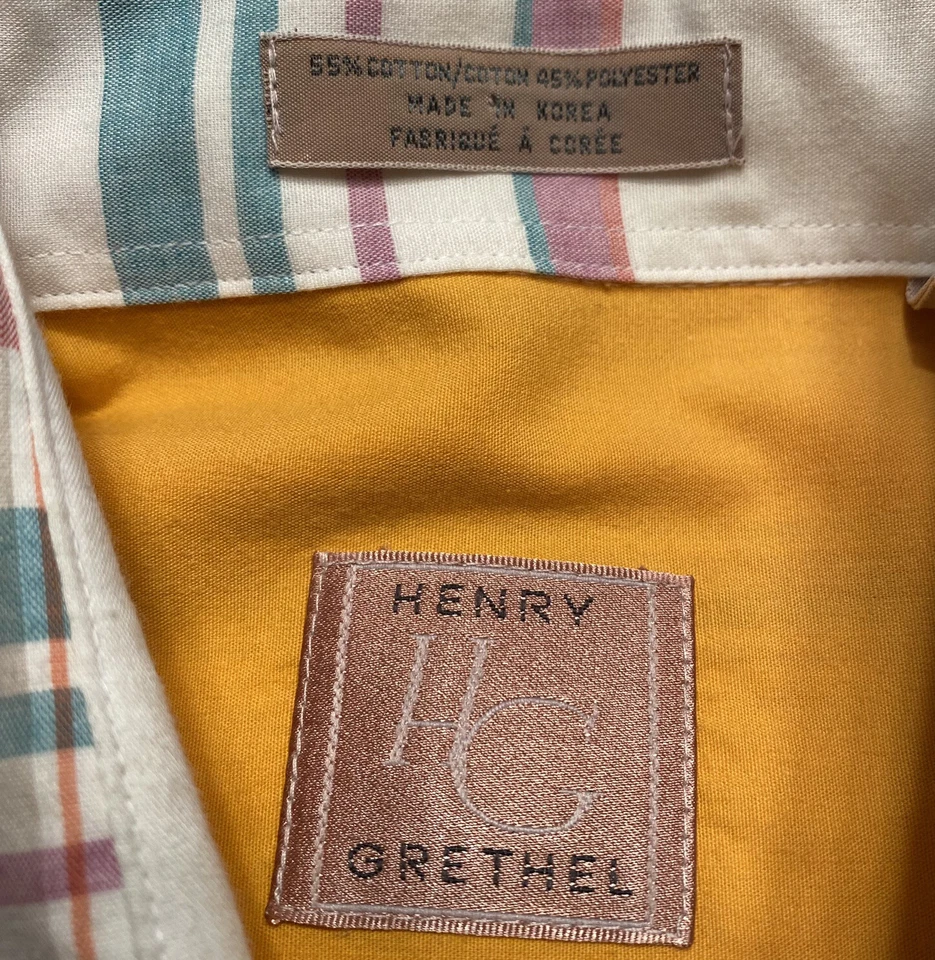 55% COTTON/COTON 45% POLYESTER
MADE IN KOREA
FABRIQUÉ Á CORÉE
HENRY
HG
GRETHEL